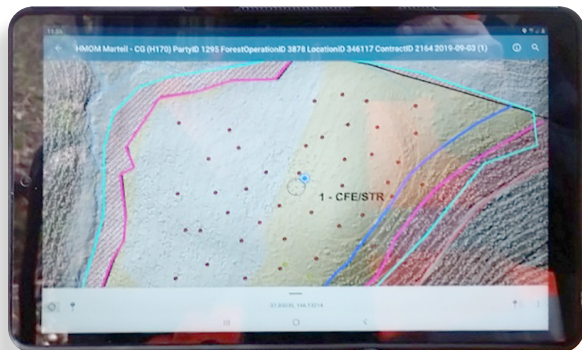 HMOM Martell - CG (H170) PartyID 1295 ForestOperationID 3878 LocationID 346117 ContractID 2164 2019-09-03 (1)
1 - CFE/STR